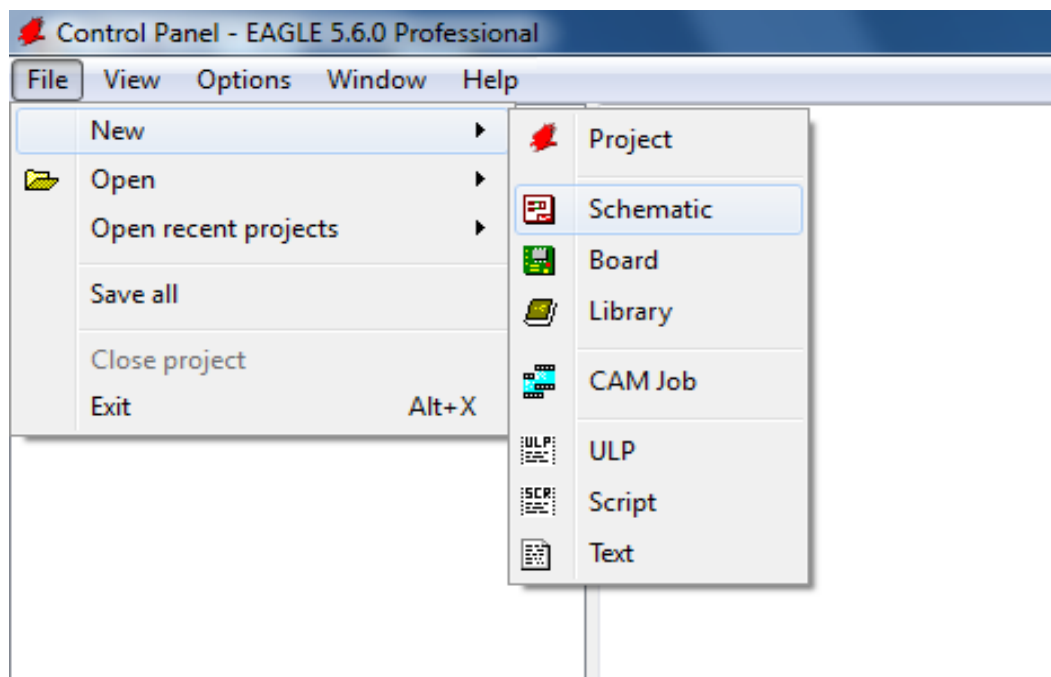 Control Panel - EAGLE 5.6.0 Professional
File View Options Window Help
New
Open
Open recent projects
Save all
Close project
Exit Alt+X
Project
Schematic
Board
Library
CAM Job
ULP
ULP
SCR
Script
Text